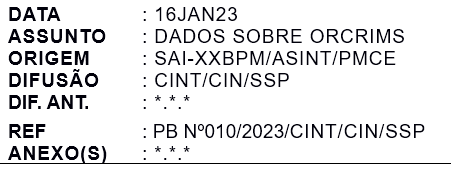 DATA : 16JAN23
ASSUNTO : DADOS SOBRE ORCRIMS
ORIGEM : SAI-XXBPM/ASINT/PMCE
DIFUSÃO : CINT/CIN/SSP
DIF. ANT. : *.*.*
REF : PB Nº010/2023/CINT/CIN/SSP
ANEXO(S) : *.*.*